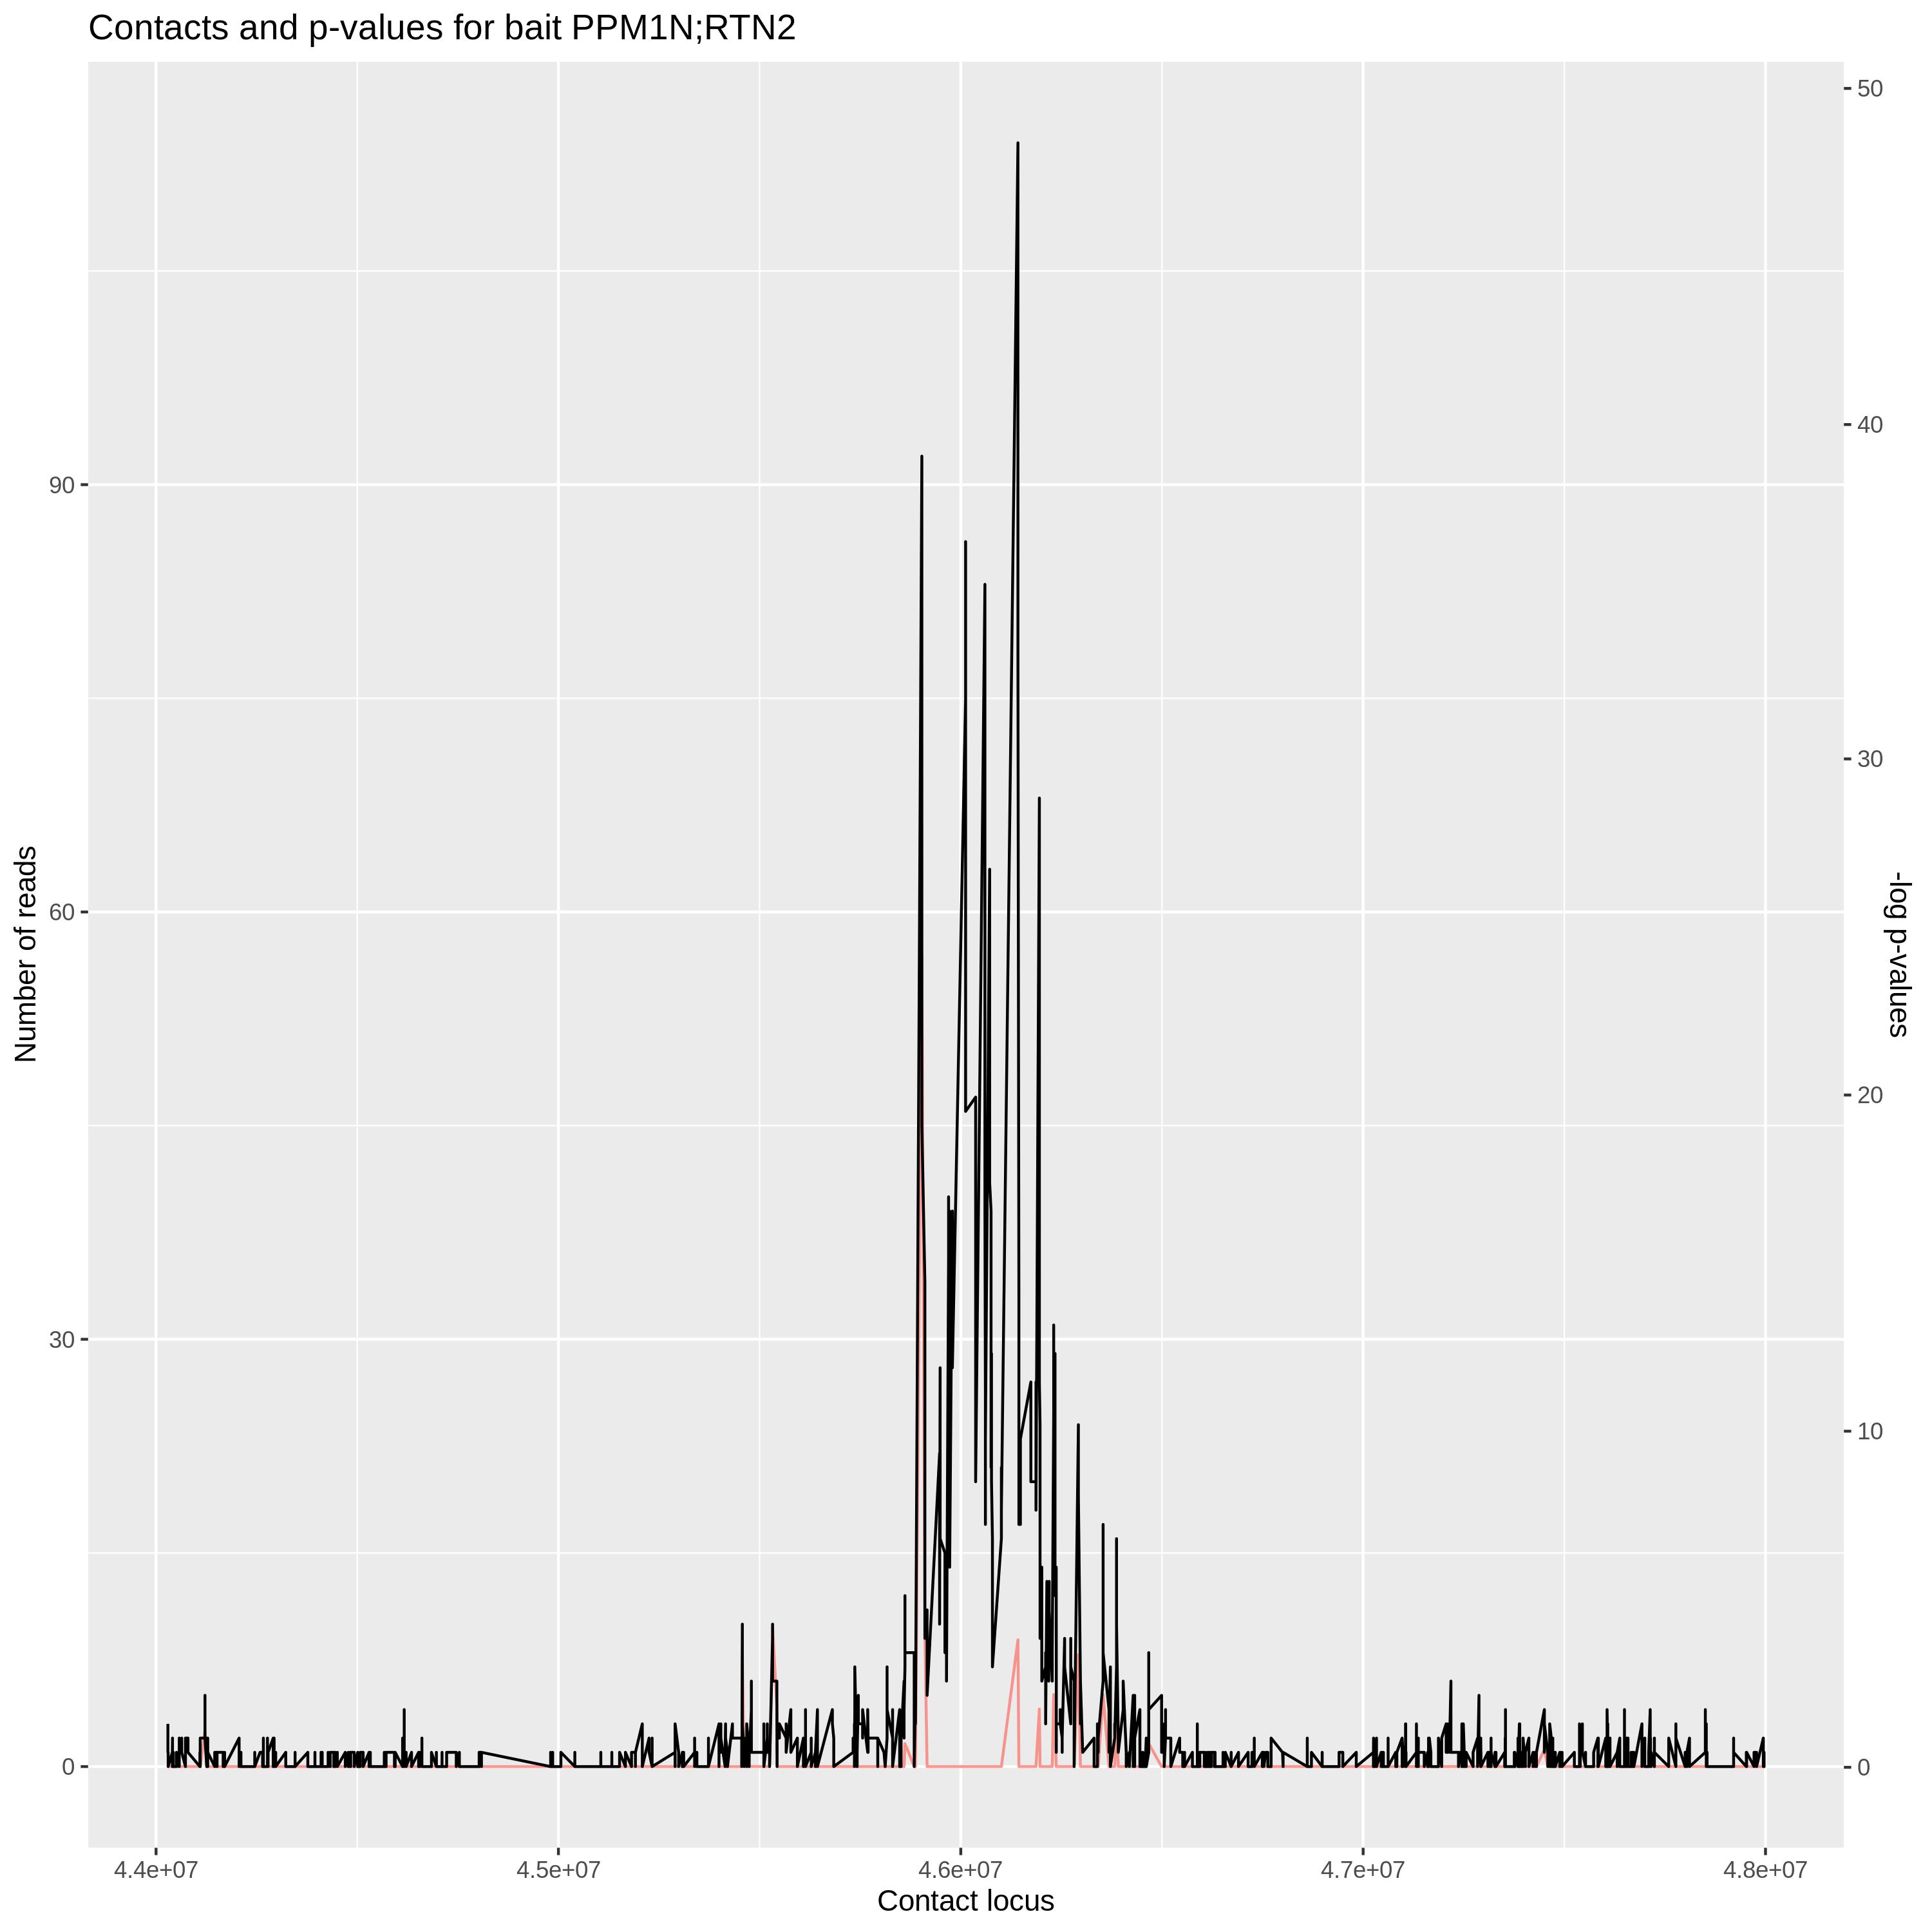 Contacts and p-values for bait PPM1N;RTN2
Number of reads
90
60
30
0
50
40
30
20
10
0
-log p-values
4.4e+07 4.5e+07 4.6e+07 4.7e+07 4.8e+07
Contact locus